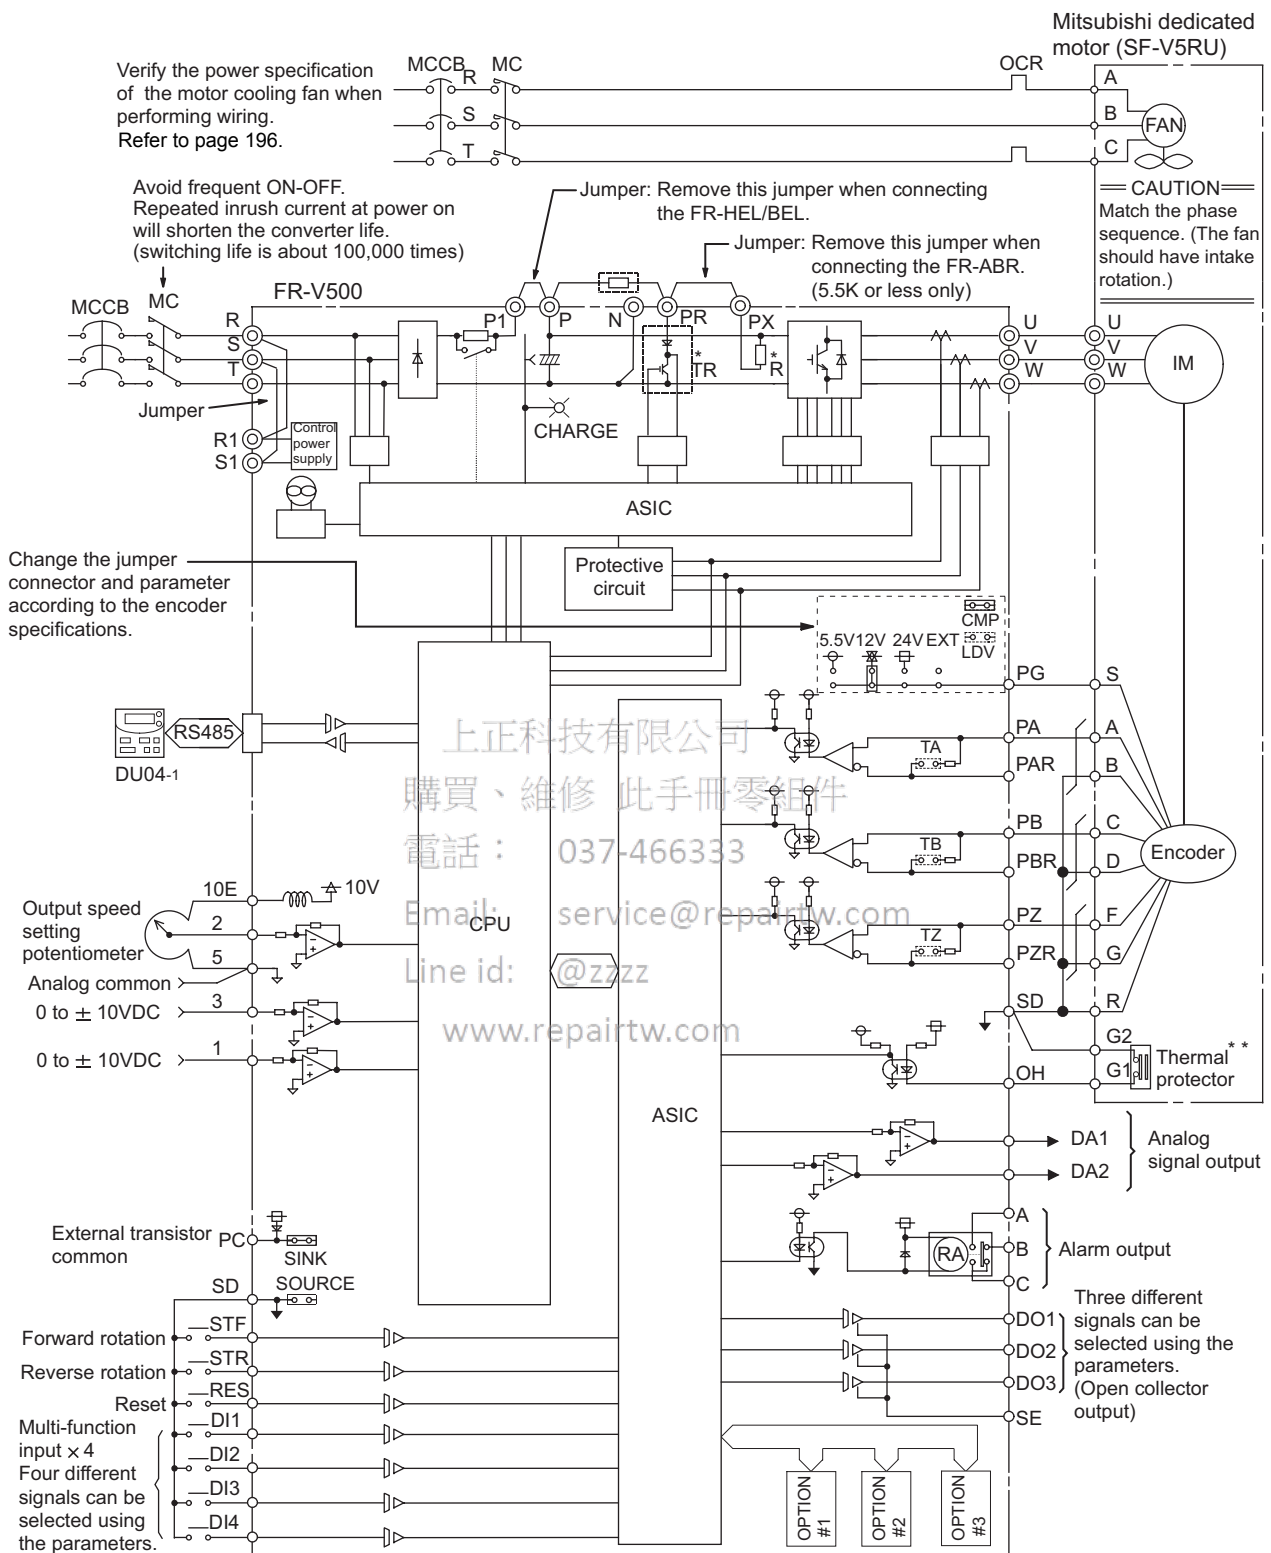 Mitsubishi dedicated
motor (SF-V5RU)
Verify the power specification
of the motor cooling fan when
performing wiring.
Refer to page 196.
MCCB
MC
R
S
T
OCR
A
B
C
FAN
CAUTION
Match the phase
sequence. (The fan
should have intake
rotation.)
Avoid frequent ON-OFF.
Repeated inrush current at power on
will shorten the converter life.
(switching life is about 100,000 times)
Jumper: Remove this jumper when connecting
the FR-HEL/BEL.
Jumper: Remove this jumper when
connecting the FR-ABR.
(5.5K or less only)
MCCB
MC
FR-V500
R
S
T
P1
P
N
PR
PX
*
TR
*
R
U
V
W
U
V
W
IM
Jumper
R1
S1
Control
power
supply
CHARGE
ASIC
Protective
circuit
Change the jumper
connector and parameter
according to the encoder
specifications.
CMP
LDV
5.5V 12V 24V EXT
PG
S
DU04-1
RS485
上正科技有限公司
購買、維修 此手冊零組件
電話： 037-466333
Email: service@repairtw.com
Line id: @zzzz
www.repairtw.com
CPU
ASIC
TA
PA
A
PAR
B
TB
PB
C
PBR
D
TZ
PZ
F
PZR
G
SD
R
Encoder
Output speed
setting
potentiometer
10E
10V
2
5
Analog common
0 to ± 10VDC
3
0 to ± 10VDC
1
G2
G1
Thermal * *
protector
OH
DA1
DA2
Analog
signal output
External transistor
common
PC
SINK
SD
SOURCE
RA
A
B
C
Alarm output
Forward rotation
STF
Reverse rotation
STR
Reset
RES
Multi-function
input × 4
Four different
signals can be
selected using
the parameters.
DI1
DI2
DI3
DI4
DO1
DO2
DO3
SE
Three different
signals can be
selected using the
parameters.
(Open collector
output)
OPTION
#1
OPTION
#2
OPTION
#3